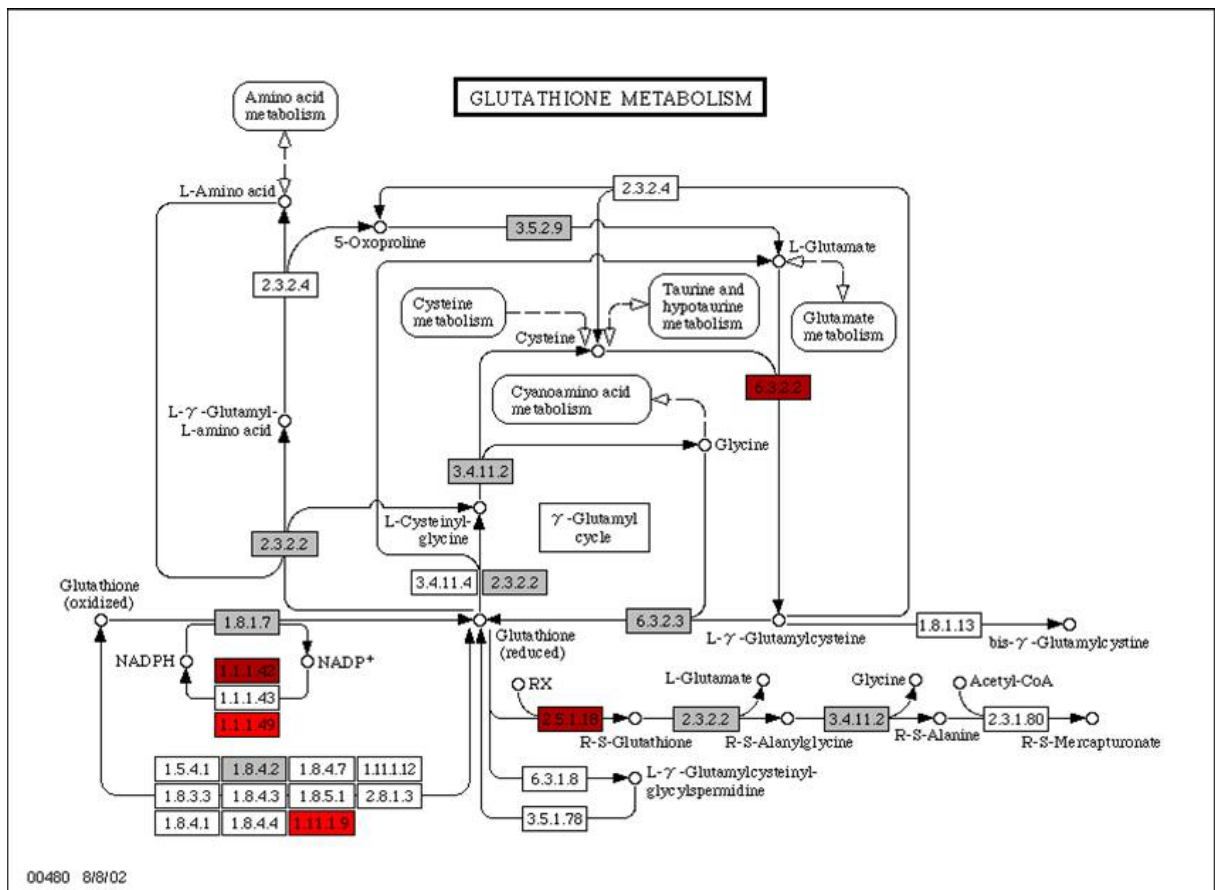 GLUTATHIONE METABOLISM
Amino acid
metabolism
L-Amino acid
2.3.2.4
5-Oxoproline
3.5.2.9
L-Glutamate
2.3.2.4
Cysteine
metabolism
Taurine and
hypotaurine
metabolism
Glutamate
metabolism
Cysteine
6.3.2.2
Cyanoamino acid
metabolism
L-γ-Glutamyl-
L-amino acid
Glycine
3.4.11.2
L-Cysteinyl-
glycine
γ-Glutamyl
cycle
2.3.2.2
3.4.11.4
2.3.2.2
Glutathione
(oxidized)
1.8.1.7
Glutathione
(reduced)
6.3.2.3
L-γ-Glutamylcysteine
1.8.1.13
bis-γ-Glutamylcystine
NADPH
NADP+
1.1.1.42
1.1.1.43
1.1.1.49
RX
L-Glutamate
Glycine
Acetyl-CoA
2.5.1.18
2.3.2.2
3.4.11.2
2.3.1.80
R-S-Glutathione
R-S-Alanylglycine
R-S-Alanine
R-S-Mercapturonate
1.5.4.1 1.8.4.2 1.8.4.7 1.11.1.12
1.8.3.3 1.8.4.3 1.8.5.1 2.8.1.3
1.8.4.1 1.8.4.4 1.11.1.9
6.3.1.8
L-γ-Glutamylcysteinyl-
glycylspermidine
3.5.1.78
00480 8/8/02